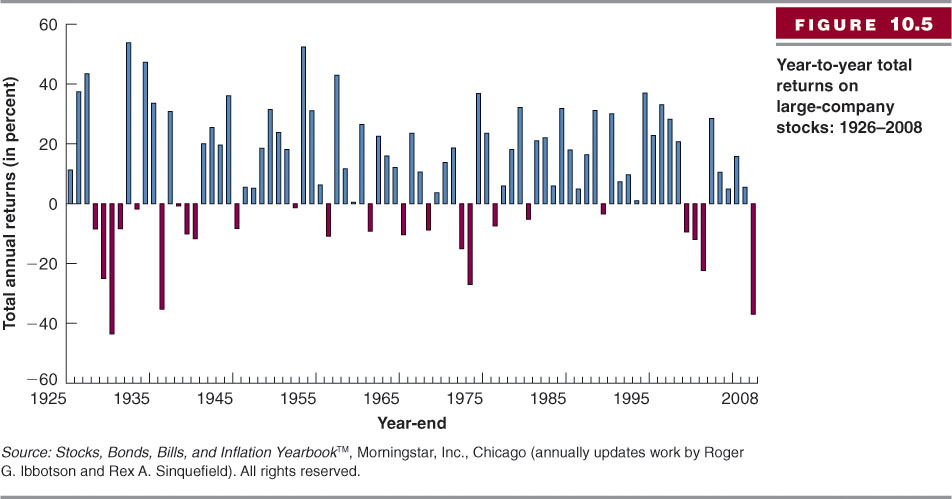 FIGURE 10.5
Year-to-year total
returns on
large-company
stocks: 1926–2008
Total annual returns (in percent)
60
40
20
0
−20
−40
−60
1925 1935 1945 1955 1965 1975 1985 1995 2008
Year-end
Source: Stocks, Bonds, Bills, and Inflation Yearbook™, Morningstar, Inc., Chicago (annually updates work by Roger
G. Ibbotson and Rex A. Sinquefield). All rights reserved.